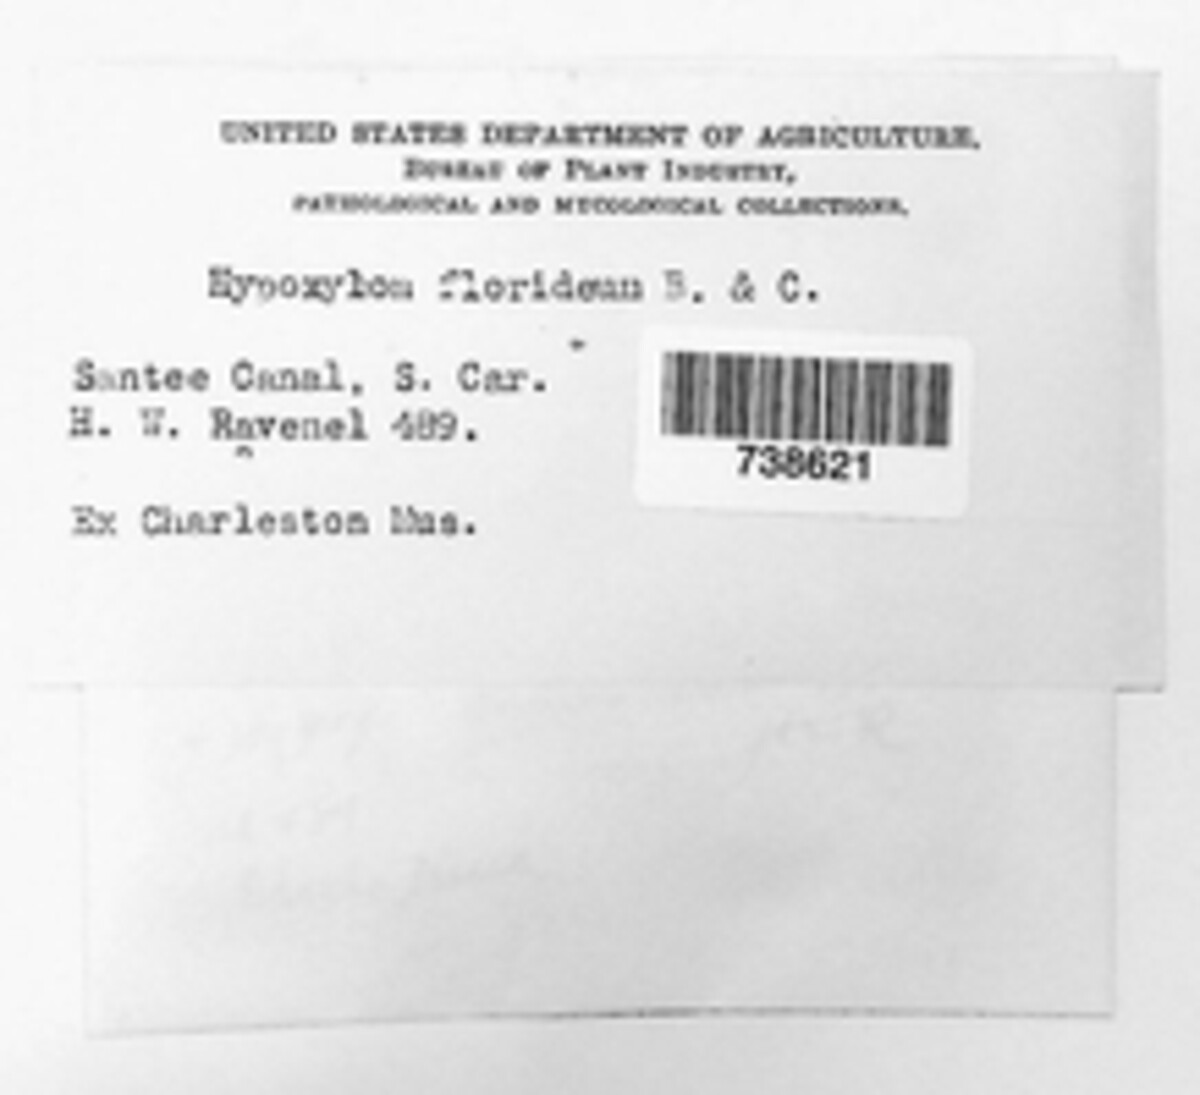 UNITED STATES DEPARTMENT OF AGRICULTURE.
BUREAU OF PLANT INDUSTRY,
PATHOLOGICAL AND MYCOLOGICAL COLLECTIONS.
Hypoxylon florideun B. & C.
Santee Canal, S. Car.
H. W. Ravenel 489.
Ex Charleston Mus.
738621